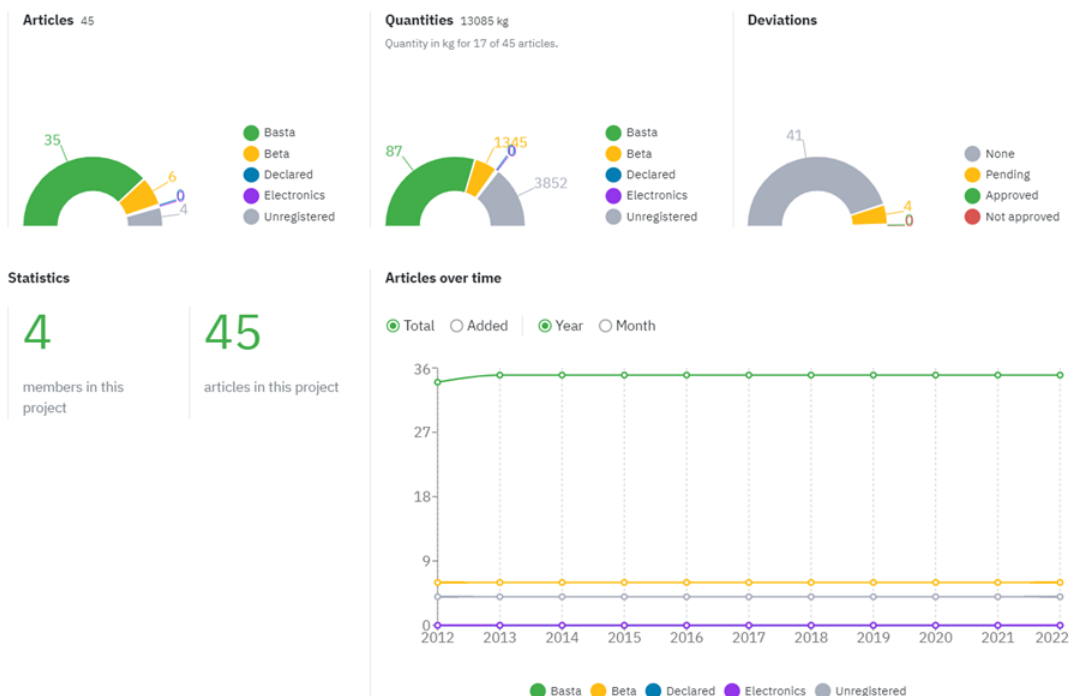 Articles 45
35
6
0
4
Basta
Beta
Declared
Electronics
Unregistered
Quantities 13085 kg
Quantity in kg for 17 of 45 articles.
87
1345
0
3852
Basta
Beta
Declared
Electronics
Unregistered
Deviations
41
4
0
None
Pending
Approved
Not approved
Statistics
4
members in this
project
45
articles in this project
Articles over time
Total Added Year Month
36
27
18
9
0
2012 2013 2014 2015 2016 2017 2018 2019 2020 2021 2022
Basta Beta Declared Electronics Unregistered